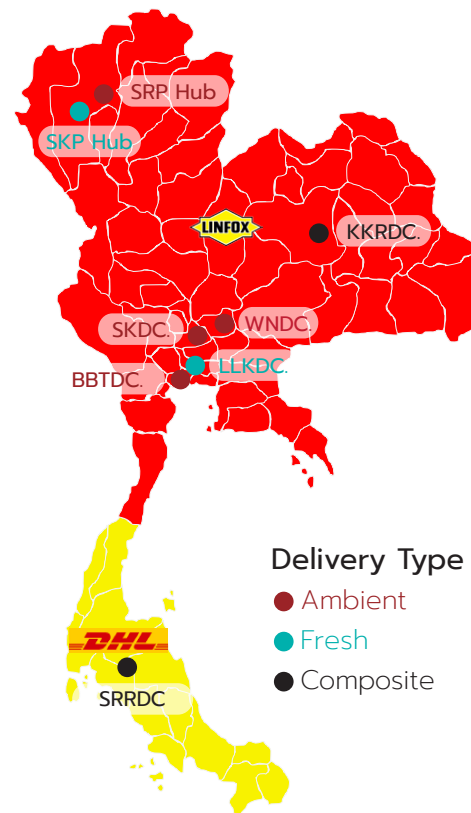 SRP Hub
SKP Hub
LINFOX
KKRDC.
SKDC.
WNDC.
LLKDC.
BBTDC.
DHL
SRRDC
Delivery Type
Ambient
Fresh
Composite